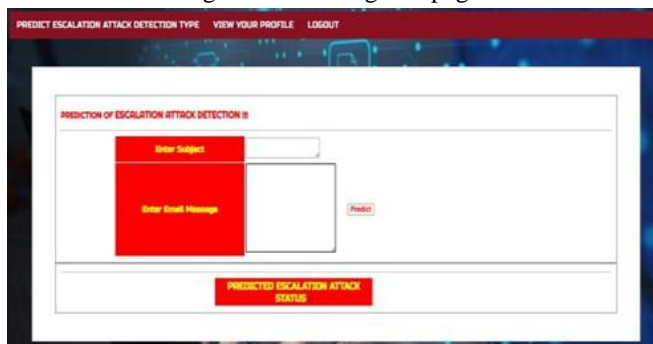 PREDICT ESCALATION ATTACK DETECTION TYPE VIEW YOUR PROFILE LOGOUT
PREDICTION OF ESCALATION ATTACK DETECTION !!!
Enter Subject
Enter Email Message
Predict
PREDICTED ESCALATION ATTACK
STATUS